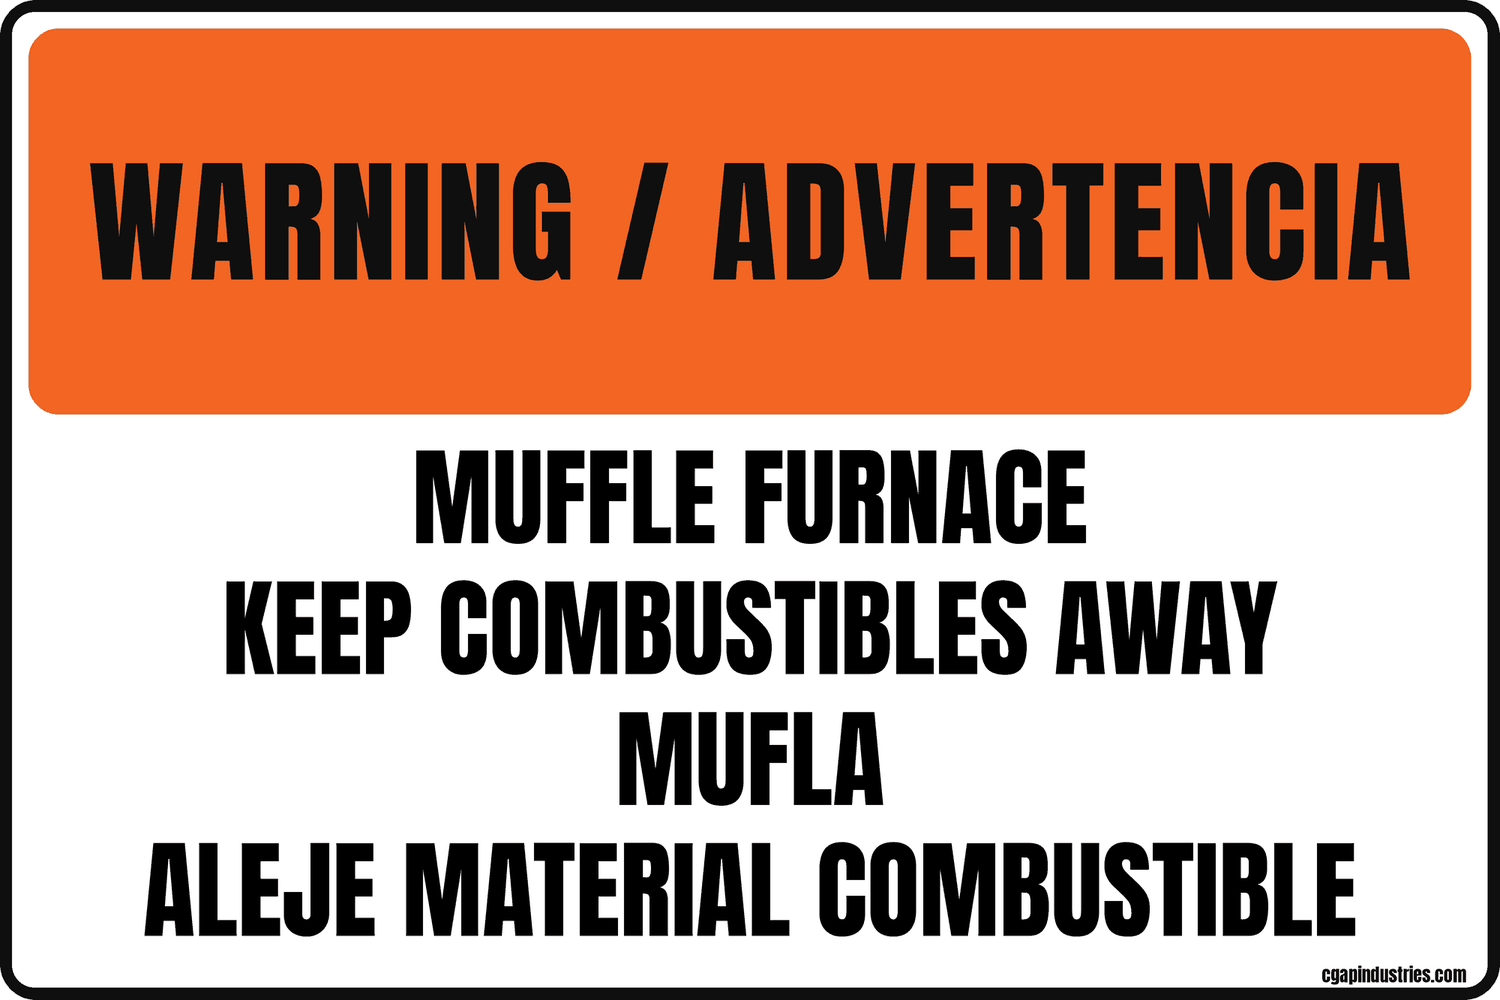 WARNING / ADVERTENCIA
MUFFLE FURNACE
KEEP COMBUSTIBLES AWAY
MUFLA
ALEJE MATERIAL COMBUSTIBLE
cgapindustries.com